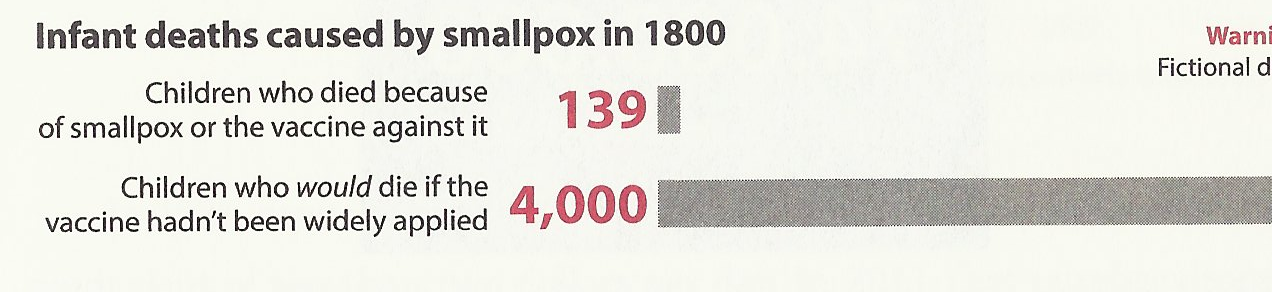 Infant deaths caused by smallpox in 1800
Warni
Fictional d
Children who died because
of smallpox or the vaccine against it
139
Children who would die if the
vaccine hadn't been widely applied
4,000